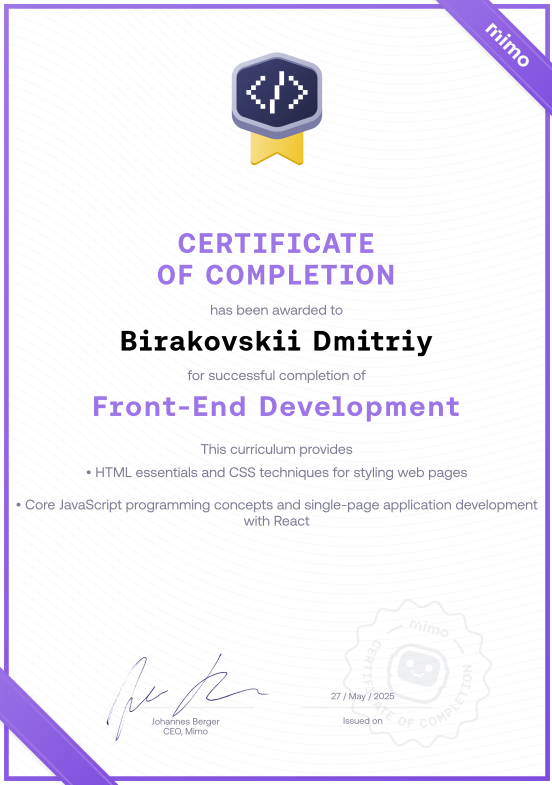 mimo
</>
CERTIFICATE
OF COMPLETION
has been awarded to
Birakovskii Dmitriy
for successful completion of
Front-End Development
This curriculum provides
• HTML essentials and CSS techniques for styling web pages
• Core JavaScript programming concepts and single-page application development
with React
mimo
CERTIFICATE OF COMPLETION
27 / May / 2025
Johannes Berger
Issued on
CEO, Mimo